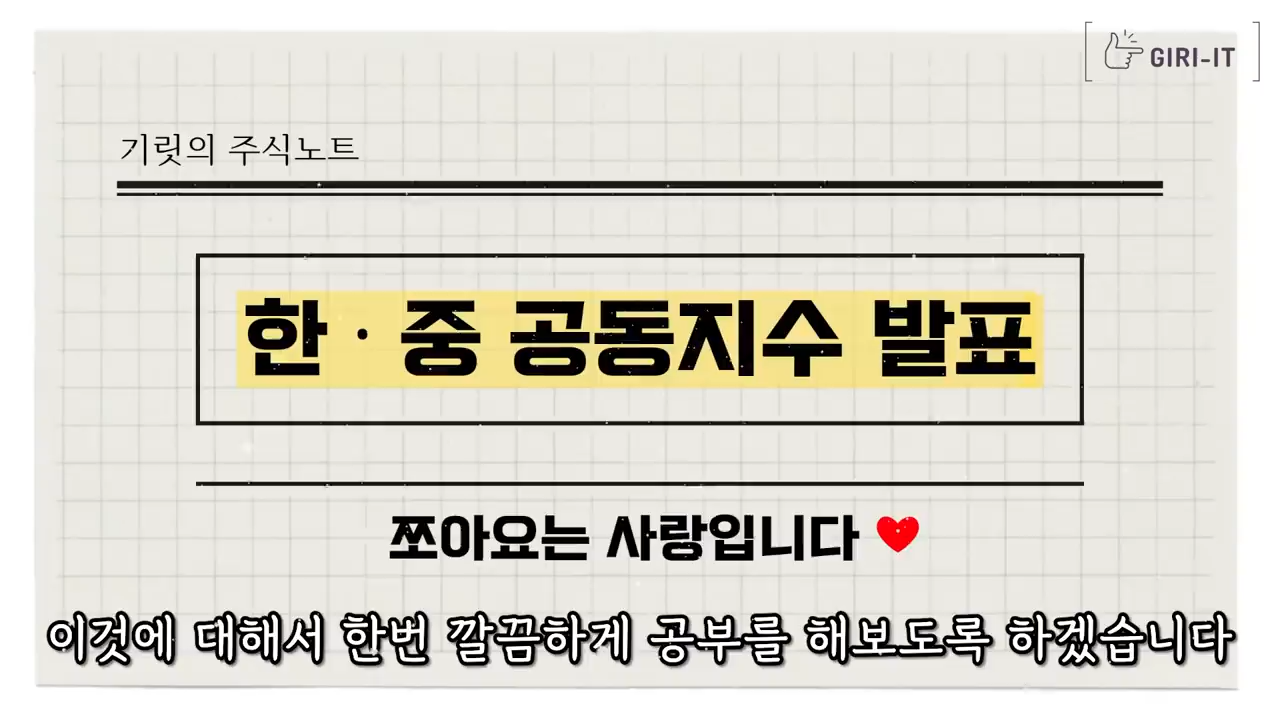 GIRI-IT
기릿의 주식노트
한·중 공동지수 발표
쪼아요는 사랑입니다
이것에 대해서 한번 깔끔하게 공부를 해보도록 하겠습니다